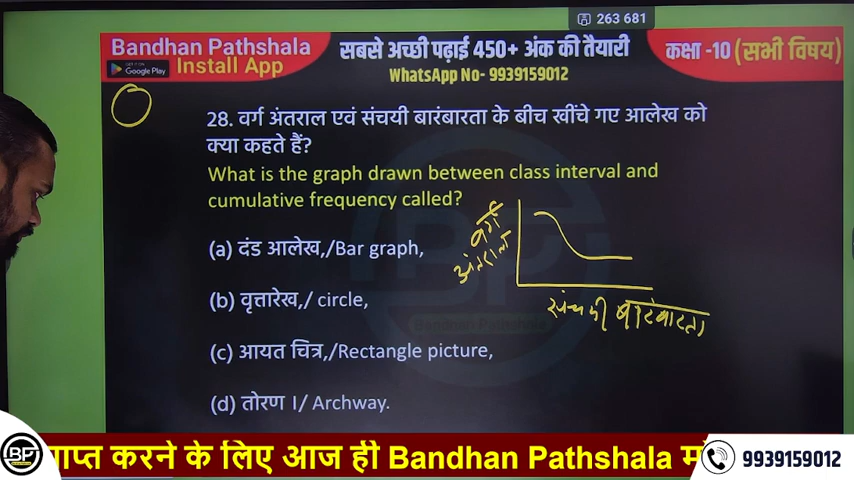 263 681
Bandhan Pathshala
GET IT ON
Google Play
Install App
सबसे अच्छी पढ़ाई 450+ अंक की तैयारी
WhatsApp No- 9939159012
कक्षा -10 (सभी विषय)
28. वर्ग अंतराल एवं संचयी बारंबारता के बीच खींचे गए आलेख को
क्या कहते हैं?
What is the graph drawn between class interval and
cumulative frequency called?
वर्ग
अंतराल
(a) दंड आलेख,/Bar graph,
(b) वृत्तारेख,/ circle,
बारंबारता
Bandhan Pathshala
(c) आयत चित्र,/Rectangle picture,
(d) तोरण ।/ Archway.
BP
प्त करने के लिए आज ही Bandhan Pathshala
9939159012